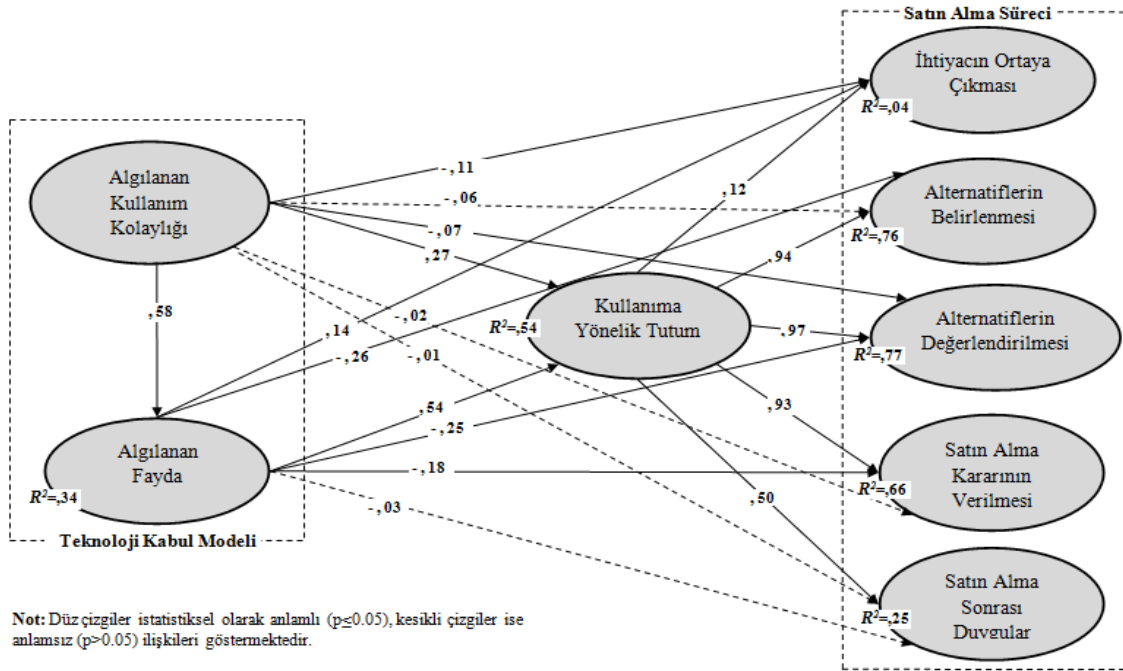 Satın Alma Süreci
İhtiyacın Ortaya
Çıkması
R²=,04
-,11
Algılanan
Kullanım
Kolaylığı
,12
Alternatiflerin
Belirlenmesi
R²=,76
-,06
-,07
,27
,94
,58
-,02
,14
-,26
-,01
R²=,54
Kullanıma
Yönelik Tutum
,97
Alternatiflerin
Değerlendirilmesi
R²=,77
,54
-,25
,93
Algılanan
Fayda
R²=,34
-,18
-,03
,50
Satın Alma
Kararının
Verilmesi
R²=,66
Teknoloji Kabul Modeli
Satın Alma
Sonrası
Duygular
R²=,25
Not: Düz çizgiler istatistiksel olarak anlamlı (p≤0.05), kesikli çizgiler ise
anlamsız (p>0.05) ilişkileri göstermektedir.